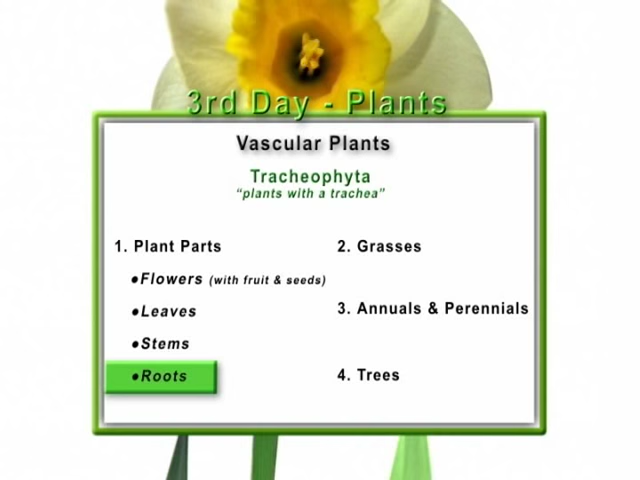 3rd Day - Plants
Vascular Plants
Tracheophyta
“plants with a trachea”
1. Plant Parts
●Flowers (with fruit & seeds)
●Leaves
●Stems
●Roots
2. Grasses
3. Annuals & Perennials
4. Trees